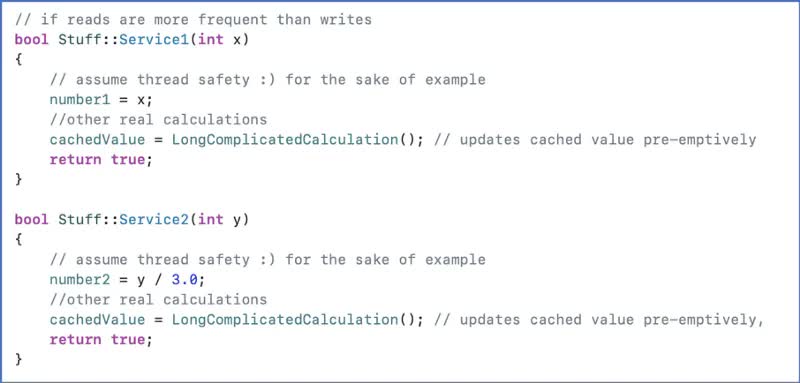 // if reads are more frequent than writes
bool Stuff::Service1(int x)
{
    // assume thread safety :) for the sake of example
    number1 = x;
    //other real calculations
    cachedValue = LongComplicatedCalculation(); // updates cached value pre-emptively
    return true;
}

bool Stuff::Service2(int y)
{
    // assume thread safety :) for the sake of example
    number2 = y / 3.0;
    //other real calculations
    cachedValue = LongComplicatedCalculation(); // updates cached value pre-emptively,
    return true;
}